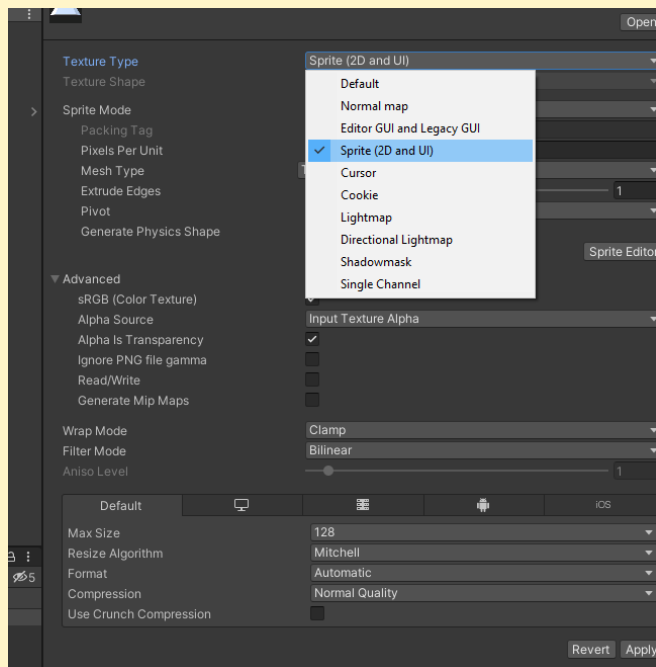 Open
Texture Type Sprite (2D and UI)
Texture Shape Default
Normal map
Sprite Mode
Packing Tag Editor GUI and Legacy GUI
Pixels Per Unit Sprite (2D and UI)
Mesh Type Cursor
Extrude Edges Cookie 1
Pivot Lightmap
Generate Physics Shape Directional Lightmap
Shadowmask Sprite Editor
Advanced Single Channel
sRGB (Color Texture)
Alpha Source Input Texture Alpha
Alpha Is Transparency
Ignore PNG file gamma
Read/Write
Generate Mip Maps
Wrap Mode Clamp
Filter Mode Bilinear
Aniso Level 1
Default iOS
Max Size 128
Resize Algorithm Mitchell
Format Automatic
5
Compression Normal Quality
Use Crunch Compression
Revert Apply